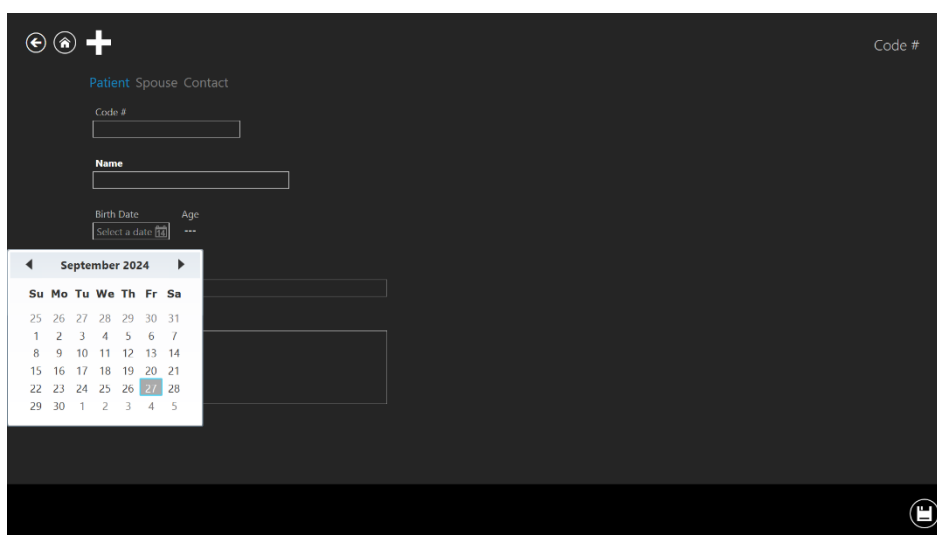 Code #
Patient Spouse Contact
Code #
Name
Birth Date Age
Select a date 14 ---
September 2024
Su Mo Tu We Th Fr Sa
25 26 27 28 29 30 31
1 2 3 4 5 6 7
8 9 10 11 12 13 14
15 16 17 18 19 20 21
22 23 24 25 26 27 28
29 30 1 2 3 4 5